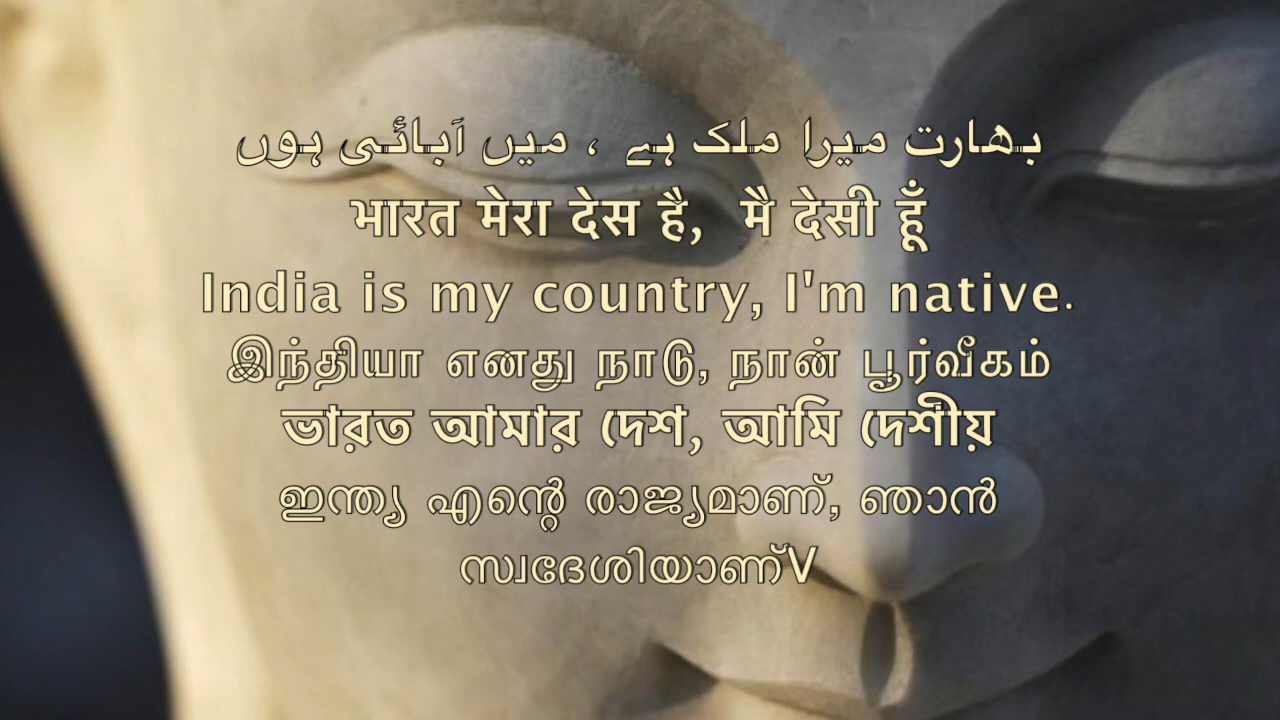 بھارت میرا ملک ہے ، میں آبائی ہوں
भारत मेरा देस है, मै देसी हूँ
India is my country, I'm native.
இந்தியா எனது நாடு, நான் பூர்வீகம்
ভারত আমার দেশ, আমি দেশীয়
ഇന്ത്യ എന്റെ രാജ്യമാണ്, ഞാൻ
സ്വദേശിയാണ്V